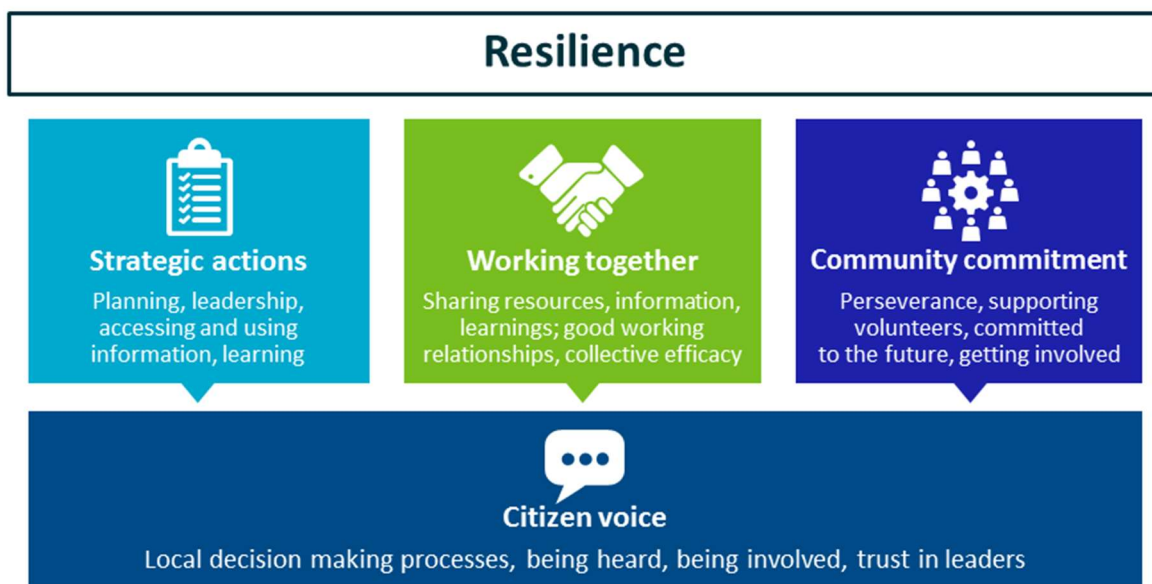 Resilience
Strategic actions
Planning, leadership,
accessing and using
information, learning
Working together
Sharing resources, information,
learnings; good working
relationships, collective efficacy
Community commitment
Perseverance, supporting
volunteers, committed
to the future, getting involved
Citizen voice
Local decision making processes, being heard, being involved, trust in leaders